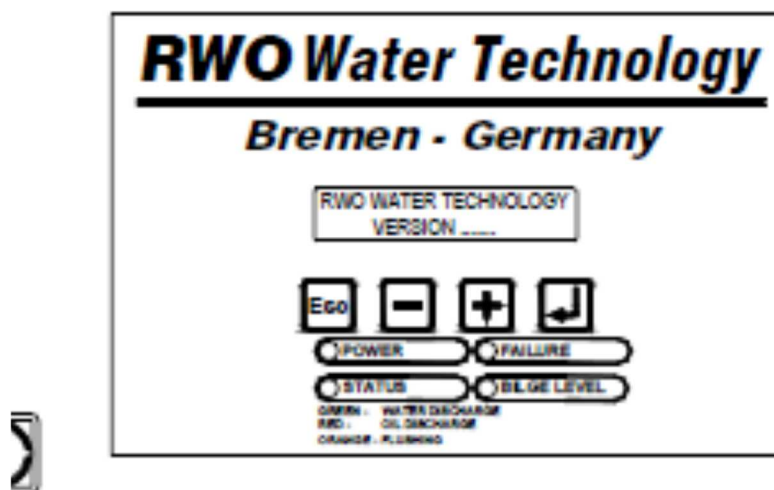 RWO Water Technology
Bremen - Germany
RWO WATER TECHNOLOGY
VERSION ......
Esc
POWER FAILURE
STATUS BILGE LEVEL
GREEN - WATER DISCHARGE
RED - OIL DISCHARGE
ORANGE - FLUSHING